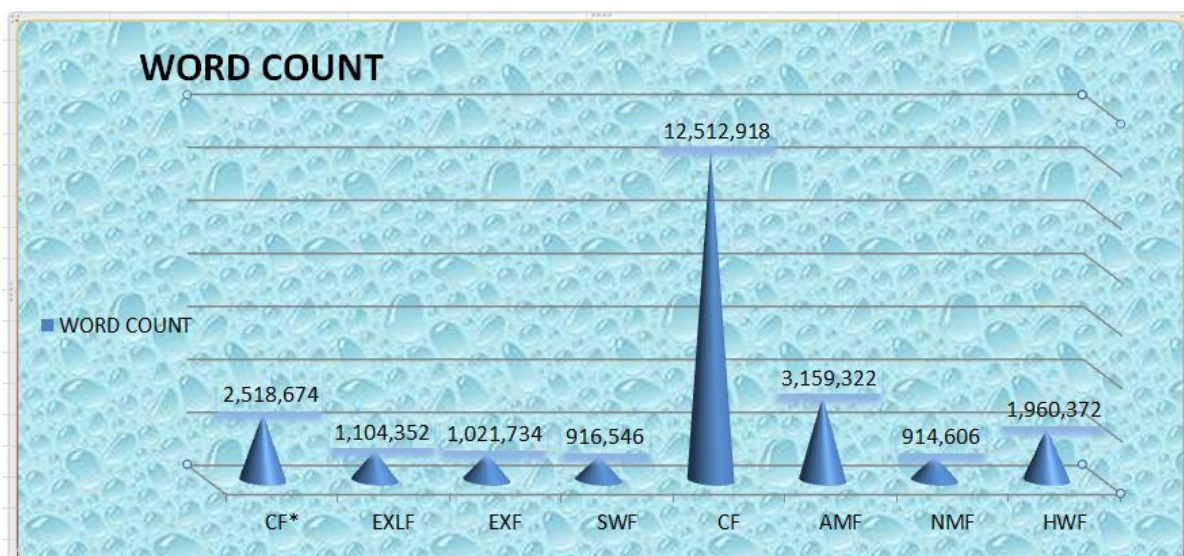 WORD COUNT
12,512,918
WORD COUNT
2,518,674
1,104,352
1,021,734
916,546
3,159,322
914,606
1,960,372
CF* EXLF EXF SWF CF AMF NMF HWF